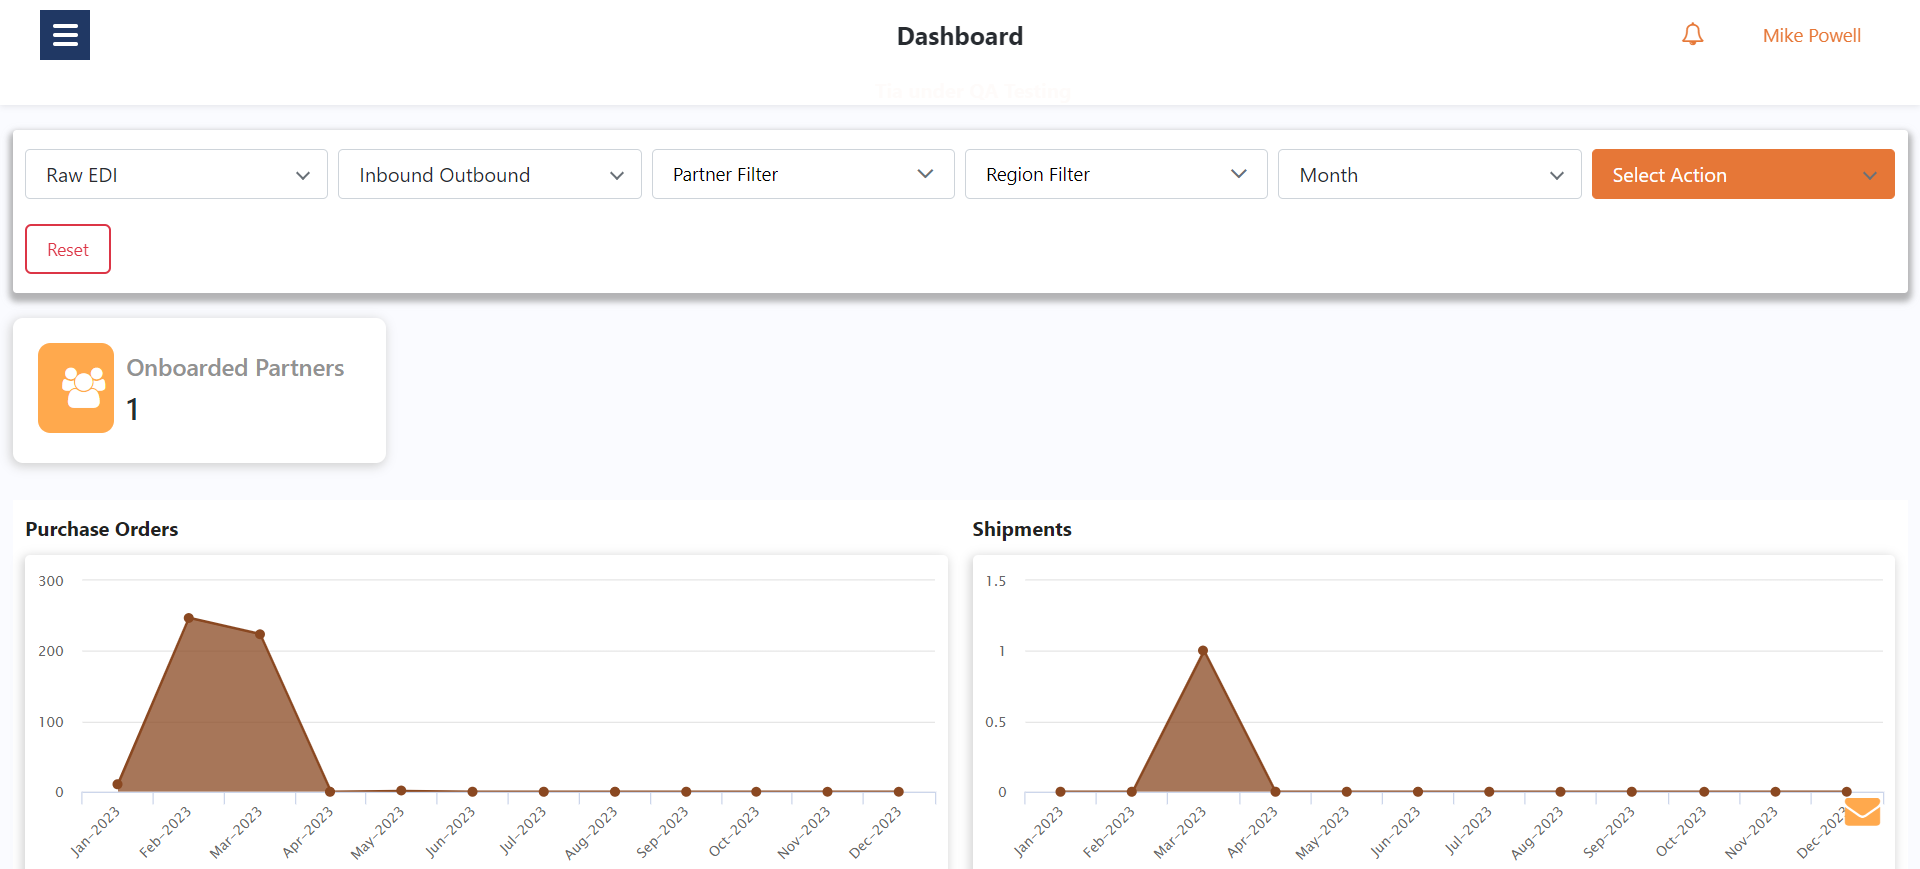 Dashboard
Mike Powell
Raw EDI
Inbound Outbound
Partner Filter
Region Filter
Month
Select Action
Reset
Onboarded Partners
1
Purchase Orders
300
200
100
0
Jan-2023
Feb-2023
Mar-2023
Apr-2023
May-2023
Jun-2023
Jul-2023
Aug-2023
Sep-2023
Oct-2023
Nov-2023
Dec-2023
Shipments
1.5
1
0.5
0
Jan-2023
Feb-2023
Mar-2023
Apr-2023
May-2023
Jun-2023
Jul-2023
Aug-2023
Sep-2023
Oct-2023
Nov-2023
Dec-2023